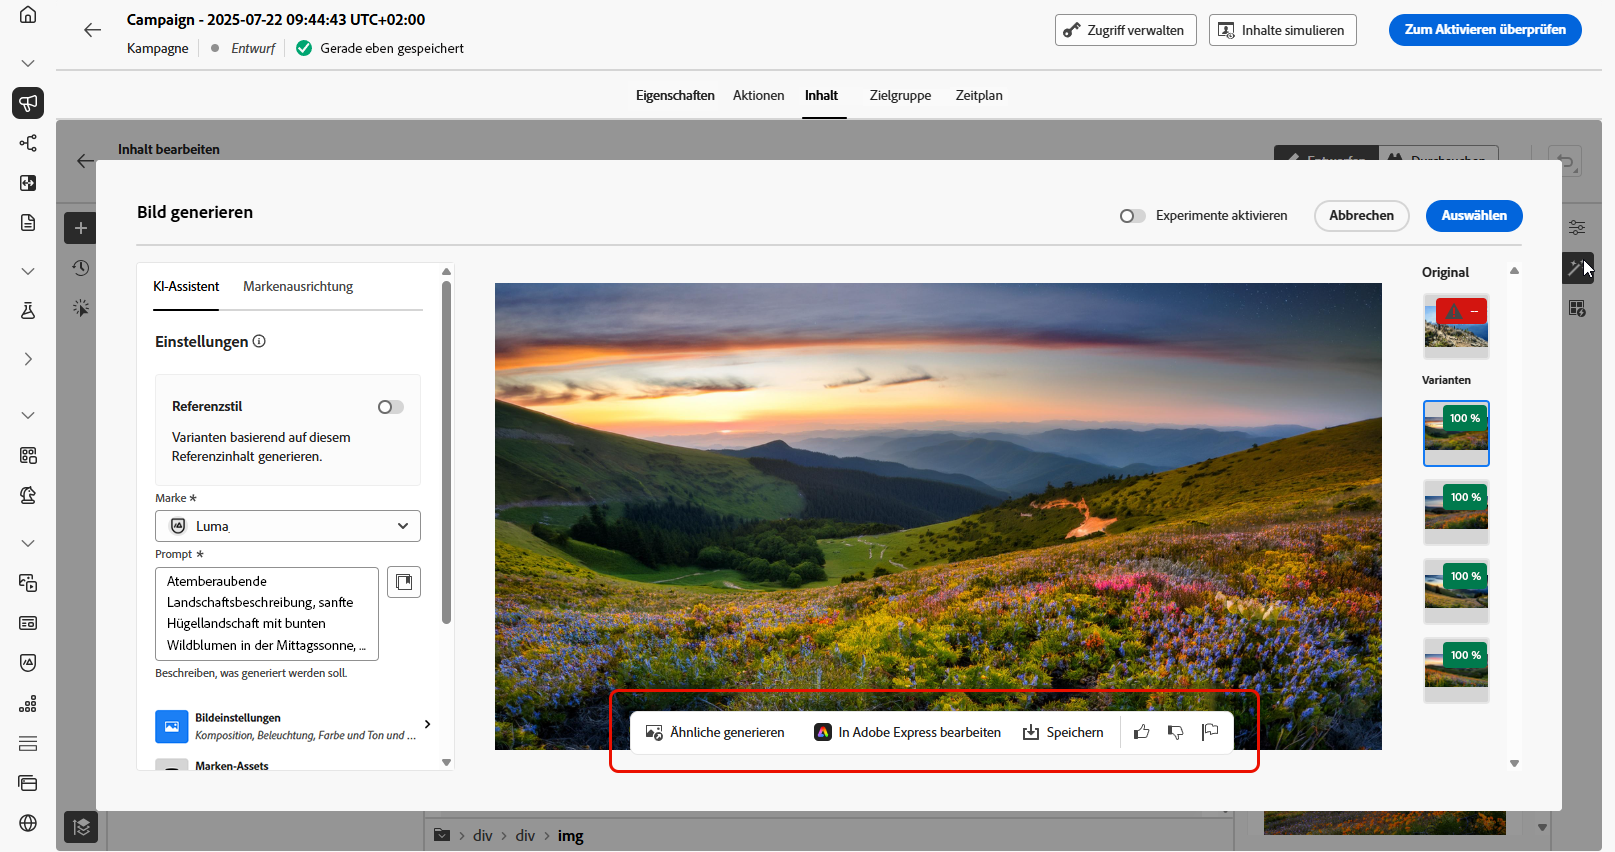 Campaign - 2025-07-22 09:44:43 UTC+02:00
Kampagne
Entwurf
Gerade eben gespeichert
Zugriff verwalten
Inhalte simulieren
Zum Aktivieren überprüfen
Eigenschaften
Aktionen
Inhalt
Zielgruppe
Zeitplan
Inhalt bearbeiten
Entwerfen
Durchsuchen
Bild generieren
Experimente aktivieren
Abbrechen
Auswählen
KI-Assistent
Markenausrichtung
Einstellungen
Referenzstil
Varianten basierend auf diesem
Referenzinhalt generieren.
Marke *
Luma
Prompt *
Atemberaubende
Landschaftsbeschreibung, sanfte
Hügellandschaft mit bunten
Wildblumen in der Mittagssonne, ...
Beschreiben, was generiert werden soll.
Bildeinstellungen
Komposition, Beleuchtung, Farbe und Ton und ...
Marken-Assets
Ähnliche generieren
In Adobe Express bearbeiten
Speichern
Original
--
Varianten
100 %
100 %
100 %
100 %
div > div > img